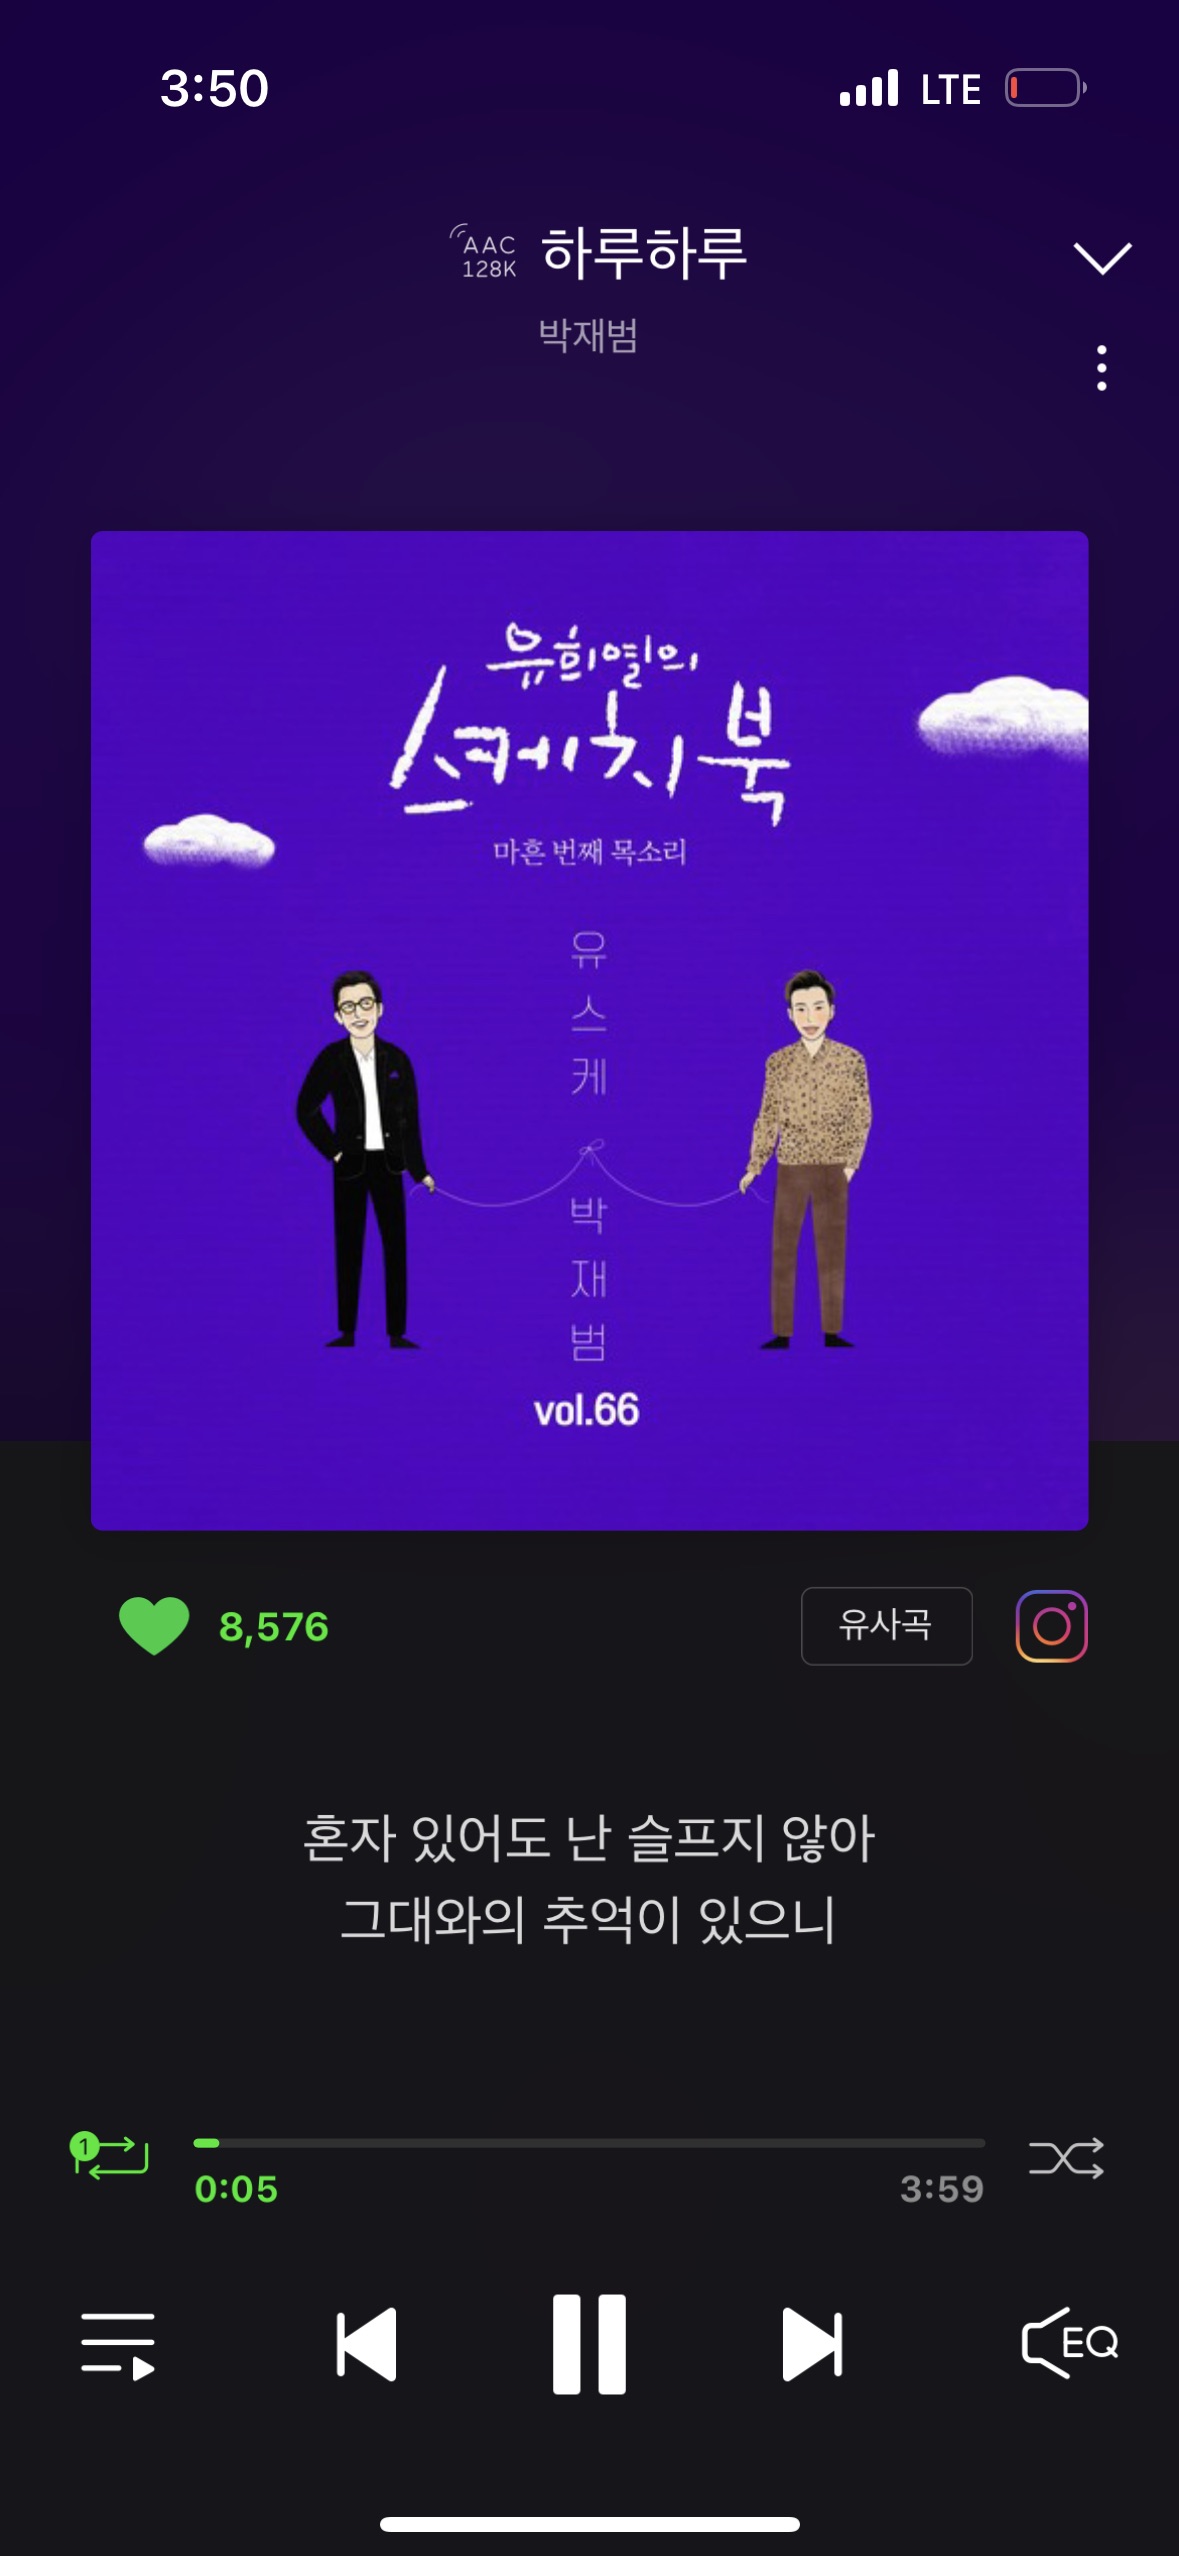 3:50
LTE
AAC
128K
하루하루
박재범
유희열의
스케치북
마흔 번째 목소리
유
스
케
박
재
범
vol.66
8,576
유사곡
혼자 있어도 난 슬프지 않아
그대와의 추억이 있으니
1
0:05
3:59
EQ